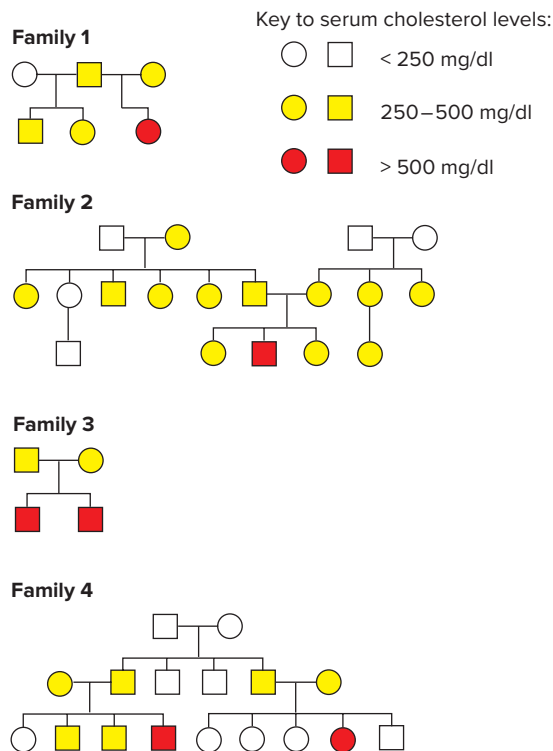 Key to serum cholesterol levels:
Family 1
< 250 mg/dl
250–500 mg/dl
> 500 mg/dl
Family 2
Family 3
Family 4